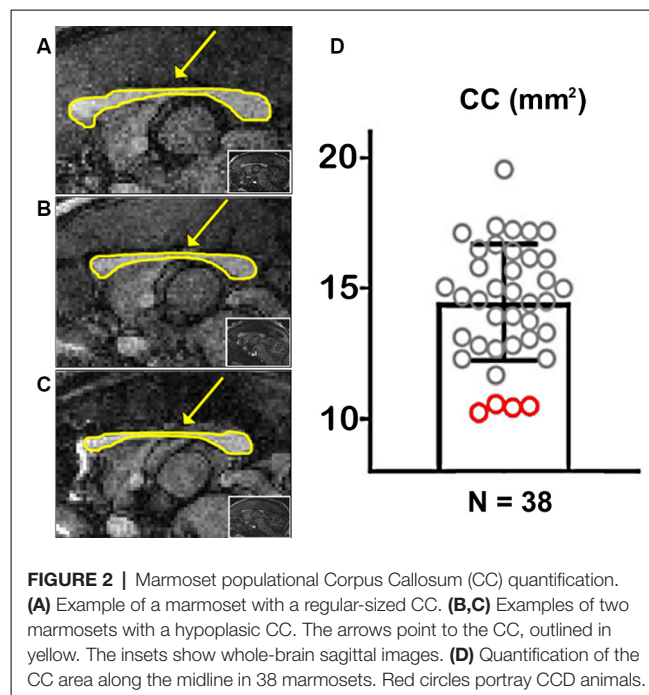 A
B
C
D
CC (mm²)
20
15
10
N = 38
FIGURE 2 | Marmoset populational Corpus Callosum (CC) quantification.
(A) Example of a marmoset with a regular-sized CC. (B,C) Examples of two
marmosets with a hypoplasic CC. The arrows point to the CC, outlined in
yellow. The insets show whole-brain sagittal images. (D) Quantification of the
CC area along the midline in 38 marmosets. Red circles portray CCD animals.